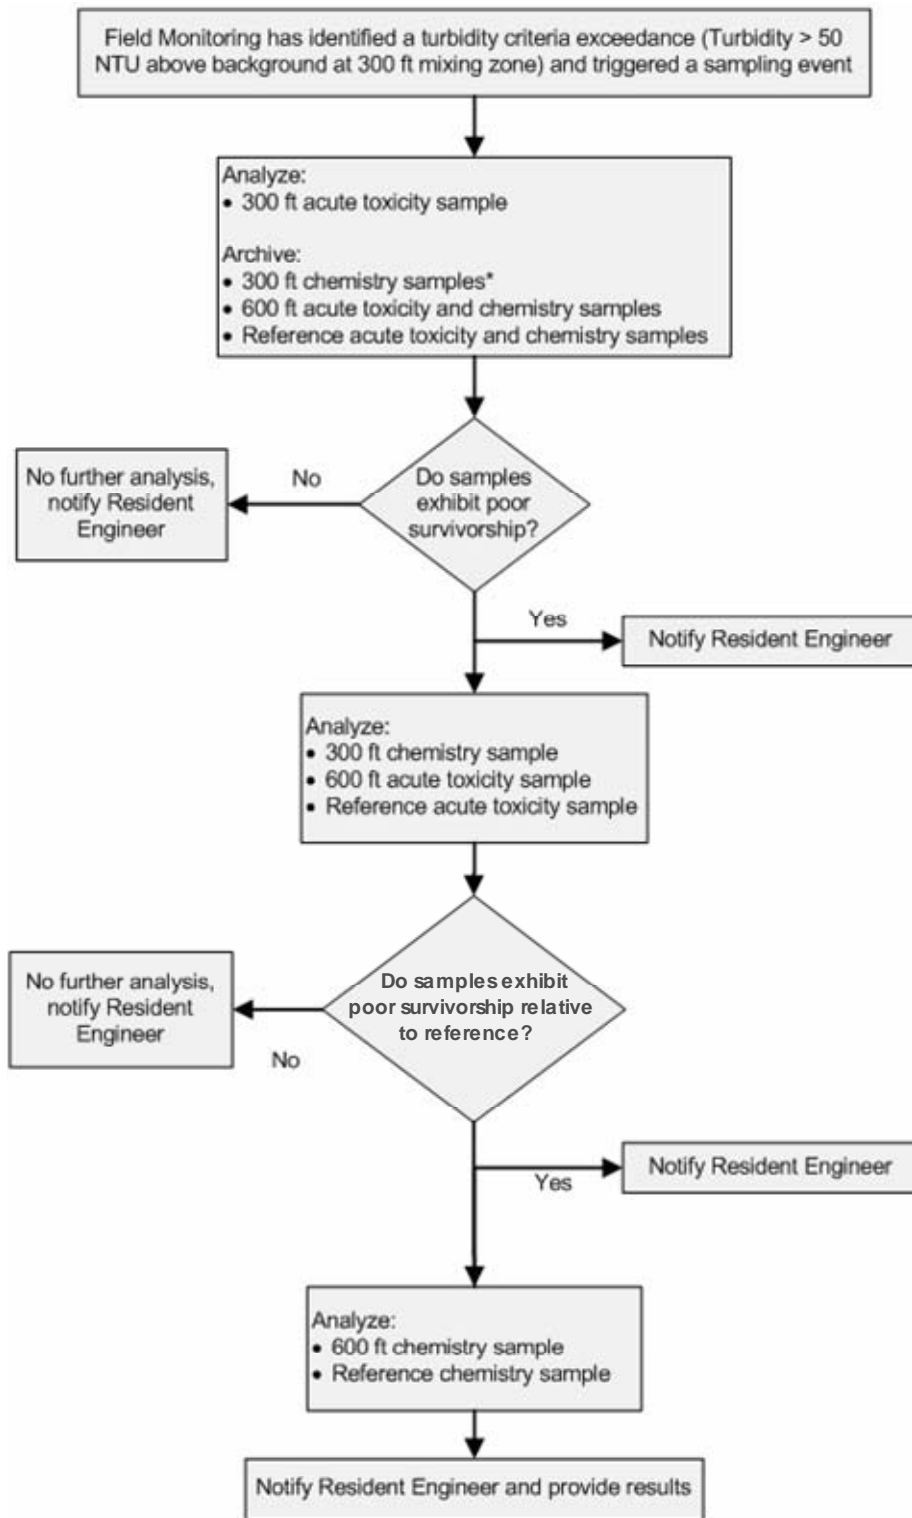 Field Monitoring has identified a turbidity criteria exceedance (Turbidity > 50
NTU above background at 300 ft mixing zone) and triggered a sampling event
Analyze:
• 300 ft acute toxicity sample
Archive:
• 300 ft chemistry samples*
• 600 ft acute toxicity and chemistry samples
• Reference acute toxicity and chemistry samples
Do samples
exhibit poor
survivorship?
No
No further analysis,
notify Resident
Engineer
Yes
Notify Resident Engineer
Analyze:
• 300 ft chemistry sample
• 600 ft acute toxicity sample
• Reference acute toxicity sample
Do samples exhibit
poor survivorship relative
to reference?
No further analysis,
notify Resident
Engineer
No
Yes
Notify Resident Engineer
Analyze:
• 600 ft chemistry sample
• Reference chemistry sample
Notify Resident Engineer and provide results